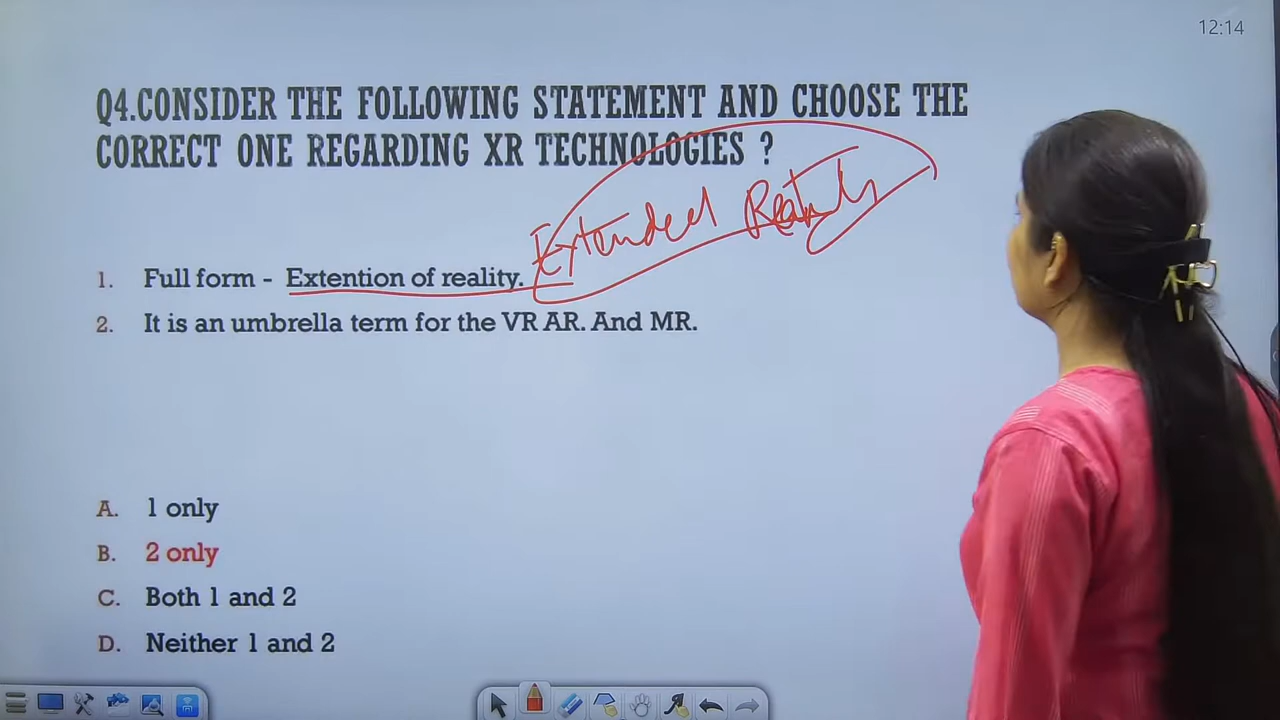 12:14
Q4.CONSIDER THE FOLLOWING STATEMENT AND CHOOSE THE
CORRECT ONE REGARDING XR TECHNOLOGIES ?
Extended Reality
1. Full form - Extention of reality.
2. It is an umbrella term for the VR AR. And MR.
A. 1 only
B. 2 only
C. Both 1 and 2
D. Neither 1 and 2